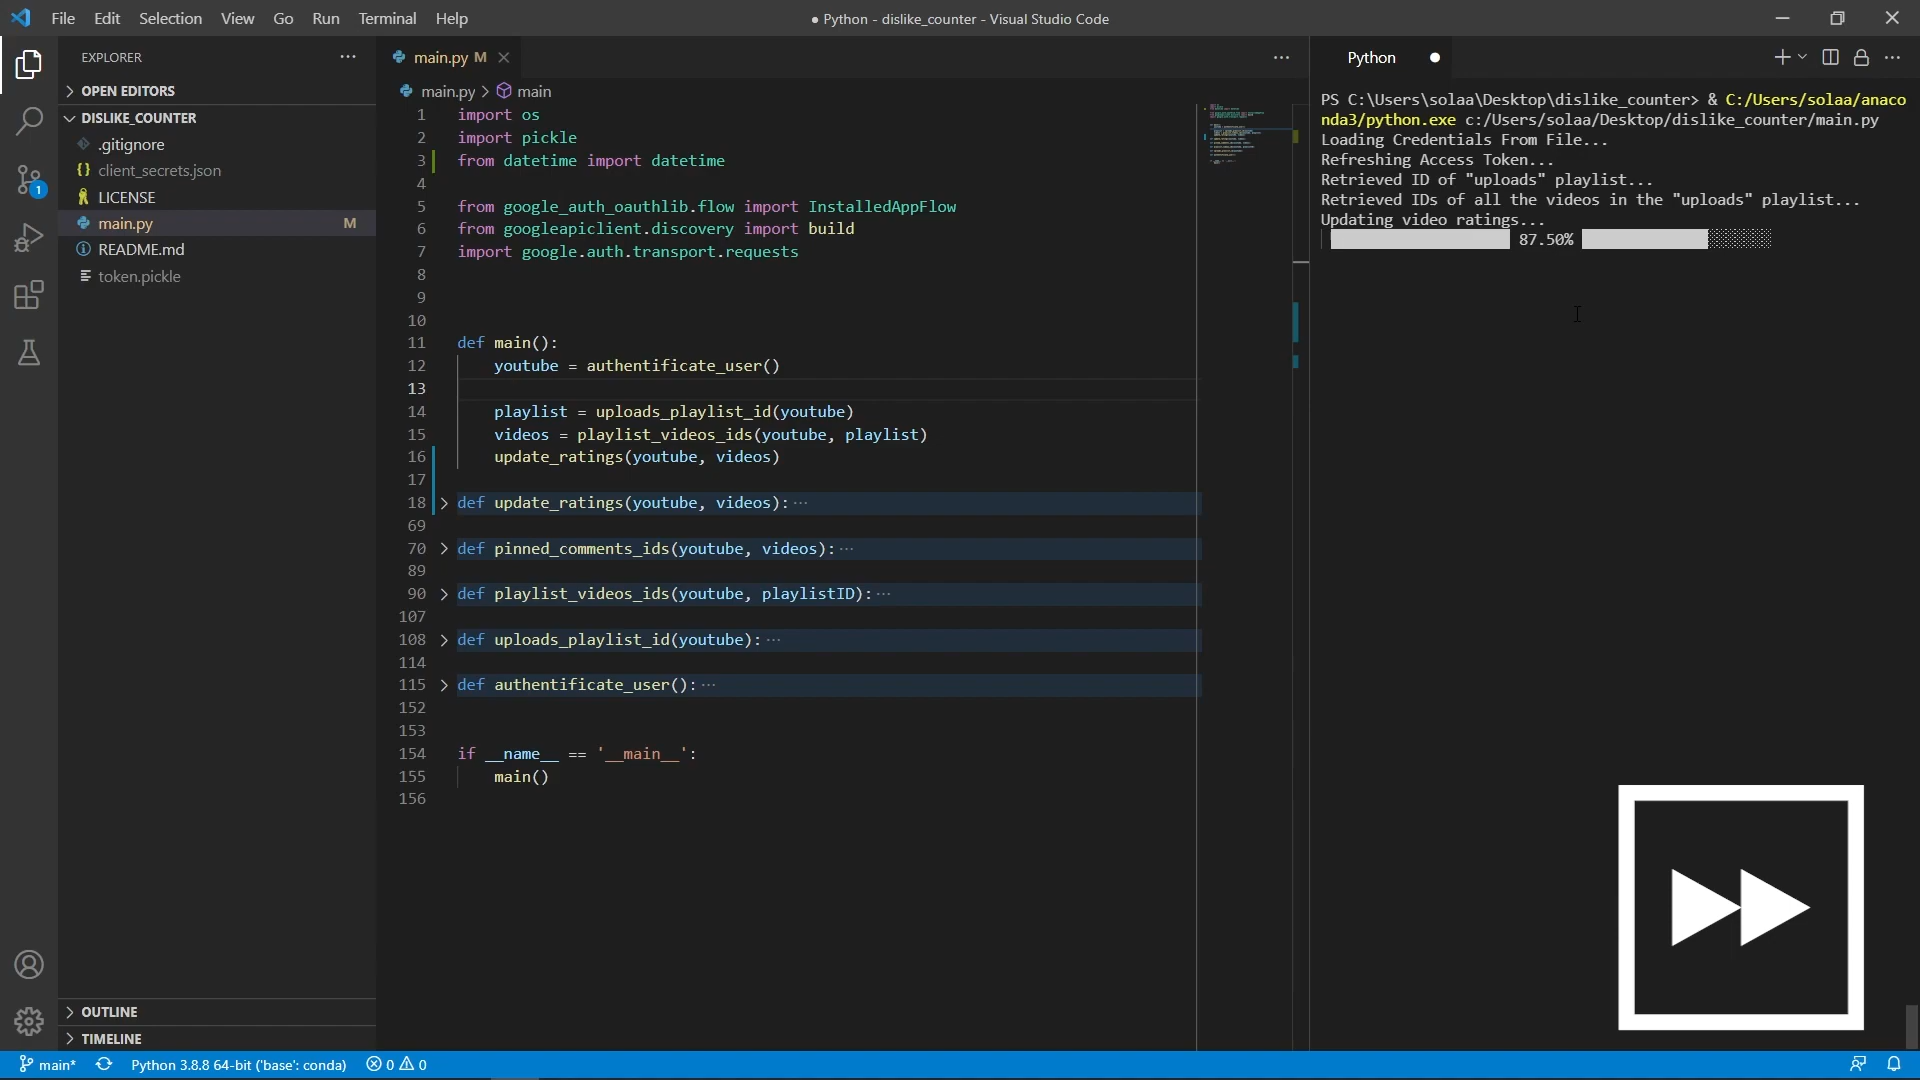 File Edit Selection View Go Run Terminal Help
● Python - dislike_counter - Visual Studio Code
EXPLORER
OPEN EDITORS
DISLIKE_COUNTER
.gitignore
client_secrets.json
LICENSE
main.py M
README.md
token.pickle
OUTLINE
TIMELINE
1
main.py M
main.py > main
1 import os
2 import pickle
3 from datetime import datetime
4
5 from google_auth_oauthlib.flow import InstalledAppFlow
6 from googleapiclient.discovery import build
7 import google.auth.transport.requests
8
9
10
11 def main():
12 youtube = authentificate_user()
13
14 playlist = uploads_playlist_id(youtube)
15 videos = playlist_videos_ids(youtube, playlist)
16 update_ratings(youtube, videos)
17
18 def update_ratings(youtube, videos): ...
69
70 def pinned_comments_ids(youtube, videos): ...
89
90 def playlist_videos_ids(youtube, playlistID): ...
107
108 def uploads_playlist_id(youtube): ...
114
115 def authentificate_user(): ...
152
153
154 if __name__ == '__main__':
155 main()
156
Python
PS C:\Users\solaa\Desktop\dislike_counter> & C:/Users/solaa/anaco
nda3/python.exe c:/Users/solaa/Desktop/dislike_counter/main.py
Loading Credentials From File...
Refreshing Access Token...
Retrieved ID of "uploads" playlist...
Retrieved IDs of all the videos in the "uploads" playlist...
Updating video ratings...
87.50%
main* Python 3.8.8 64-bit ('base': conda) 0 0